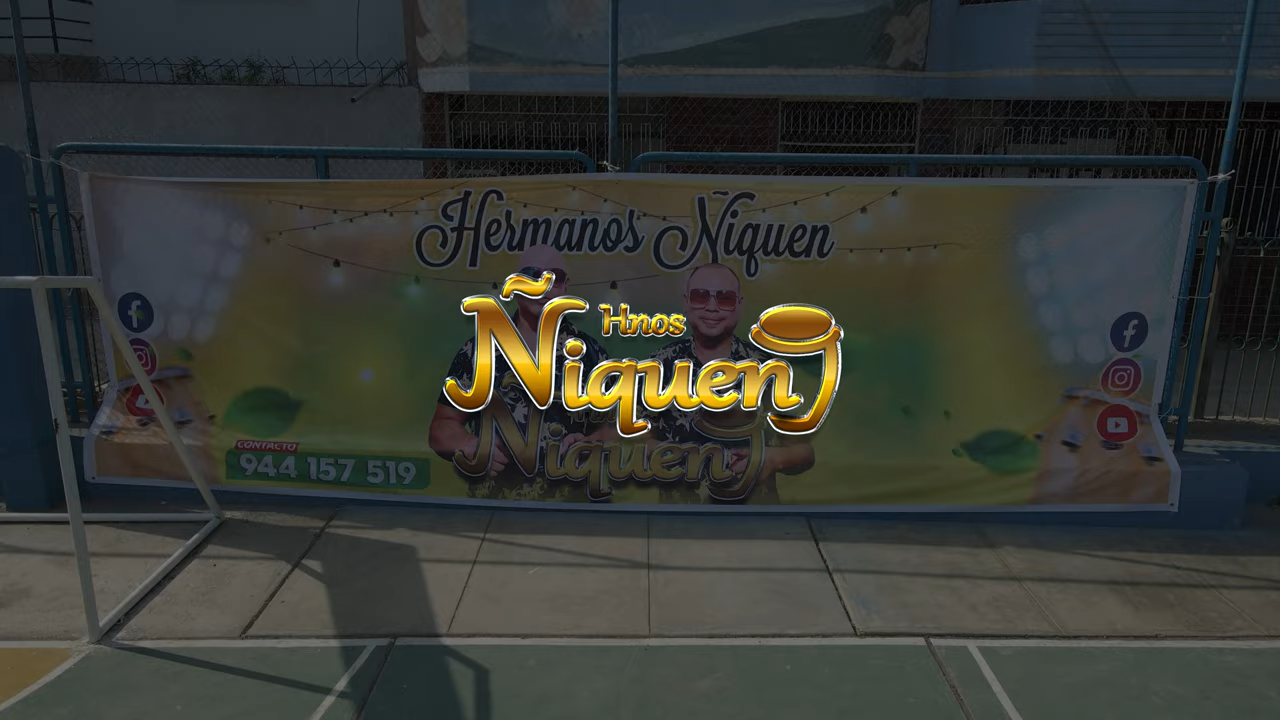 Hermanos Ñiquen
Hnos
Ñiquen
Ñiquen
CONTACTO
944 157 519